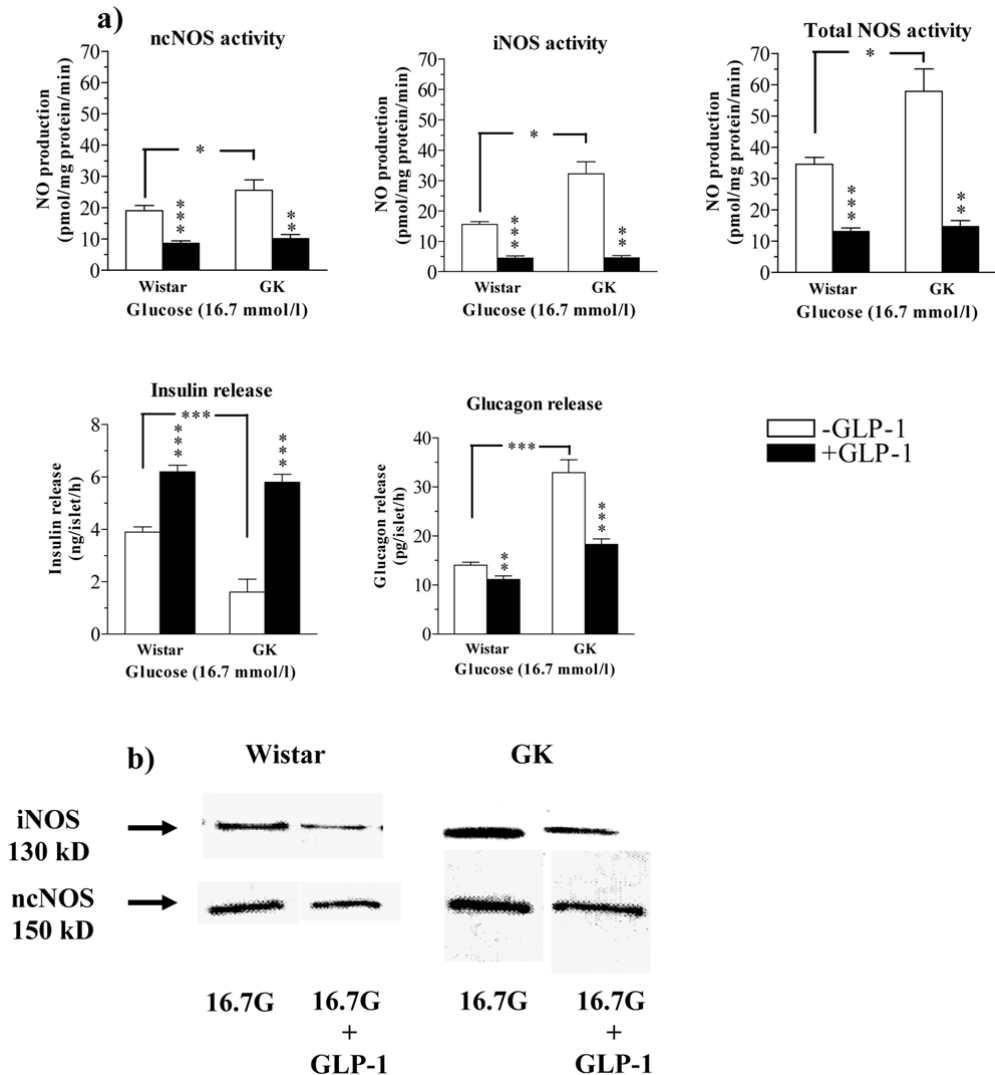 a)
ncNOS activity
NO production
(pmol/mg protein/min)
70
60
50
40
30
20
10
0
*
***
**
Wistar GK
Glucose (16.7 mmol/l)
iNOS activity
NO production
(pmol/mg protein/min)
70
60
50
40
30
20
10
0
*
***
**
Wistar GK
Glucose (16.7 mmol/l)
Total NOS activity
NO production
(pmol/mg protein/min)
70
60
50
40
30
20
10
0
*
***
**
Wistar GK
Glucose (16.7 mmol/l)
Insulin release
Insulin release
(ng/islet/h)
8
6
4
2
0
***
***
***
Wistar GK
Glucose (16.7 mmol/l)
Glucagon release
Glucagon release
(pg/islet/h)
40
30
20
10
0
***
**
***
Wistar GK
Glucose (16.7 mmol/l)
-GLP-1
+GLP-1
b)
Wistar GK
iNOS
130 kD
ncNOS
150 kD
16.7G 16.7G 16.7G 16.7G
+ +
GLP-1 GLP-1